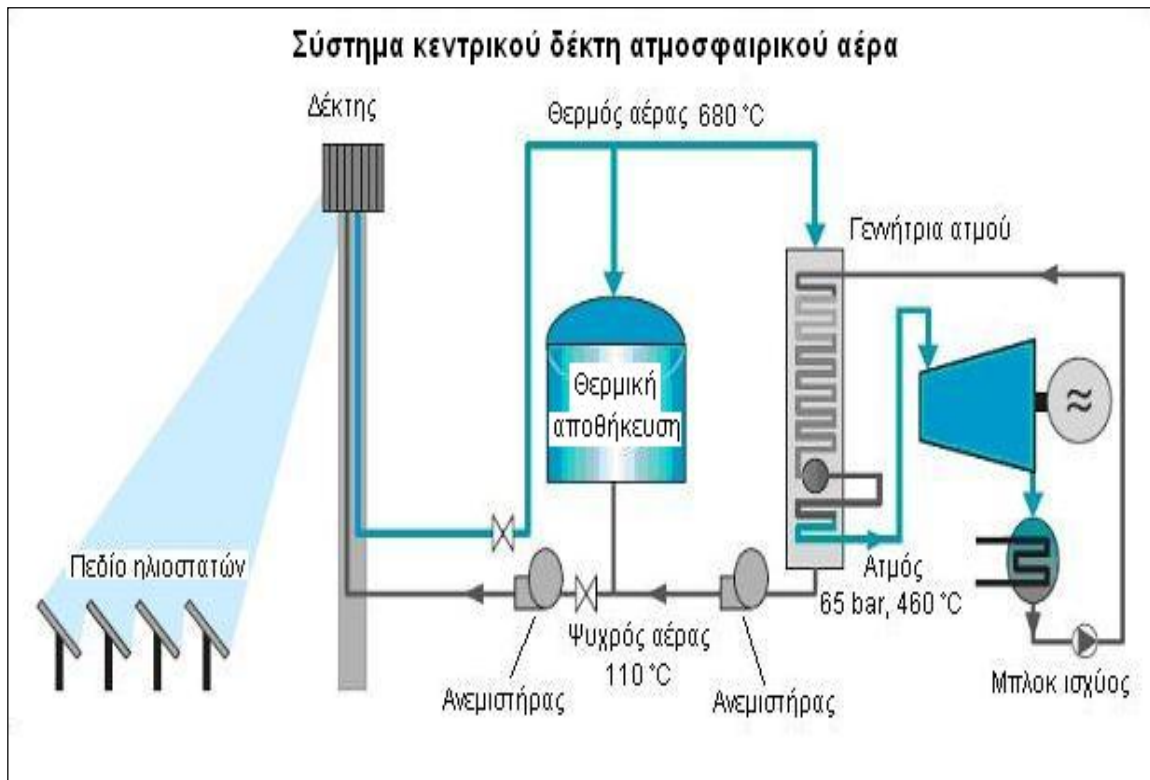 Σύστημα κεντρικού δέκτη ατμοσφαιρικού αέρα
Δέκτης
Θερμός αέρας 680 °C
Γεννήτρια ατμού
Θερμική
αποθήκευση
≈
Πεδίο ηλιοστατών
Ατμός
65 bar, 460 °C
Ψυχρός αέρας
110 °C
Ανεμιστήρας
Ανεμιστήρας
Μπλοκ ισχύος